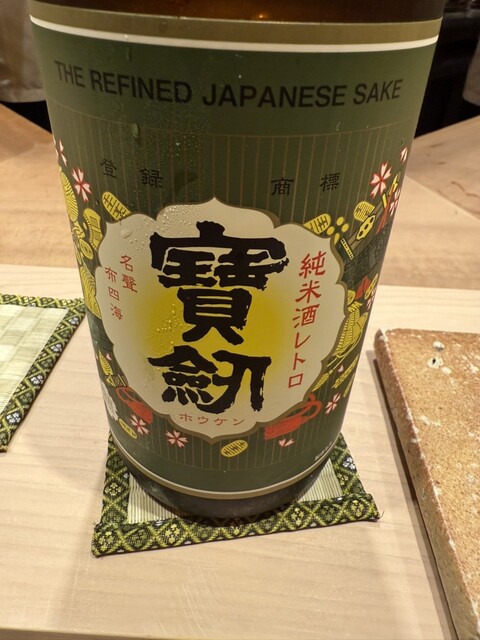 THE REFINED JAPANESE SAKE
登録 商標
純米酒レトロ
寶劔
名聲布四海
ホウケン